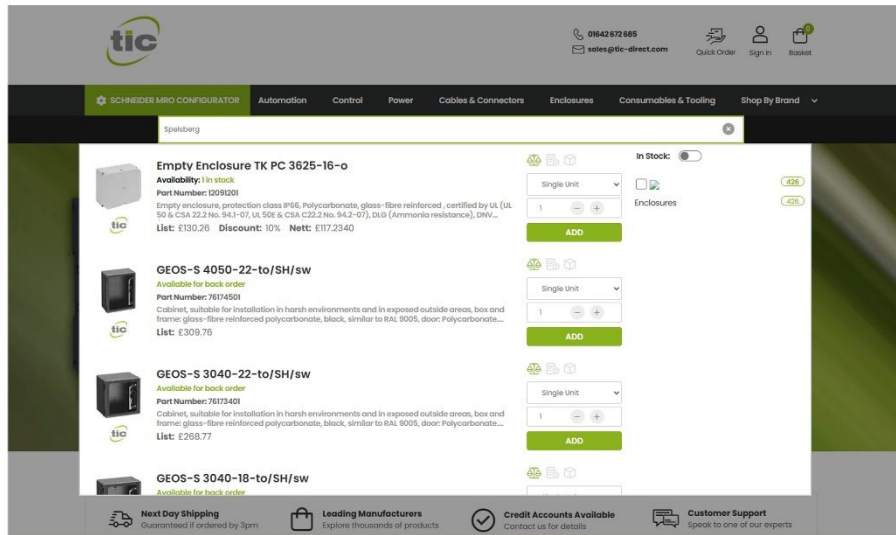 tic
01642 672 685
sales@tic-direct.com
Quick Order
Sign In
0
Basket
SCHNEIDER MRO CONFIGURATOR
Automation
Control
Power
Cables & Connectors
Enclosures
Consumables & Tooling
Shop By Brand
Spelsberg
Empty Enclosure TK PC 3625-16-o
Availability: 1 in stock
Part Number: 12091201
Empty enclosure, protection class IP66, Polycarbonate, glass-fibre reinforced , certified by UL (UL
50 & CSA 22.2 No. 94.1-07, UL 50E & CSA C22.2 No. 94.2-07), DLG (Ammonia resistance), DNV...
List: £130.26 Discount: 10% Nett: £117.2340
tic
Single Unit
1 - +
ADD
In Stock:
426
Enclosures
426
GEOS-S 4050-22-to/SH/sw
Available for back order
Part Number: 76174501
Cabinet, suitable for installation in harsh environments and in exposed outside areas, box and
frame: glass-fibre reinforced polycarbonate, black, similar to RAL 9005, door: Polycarbonate....
List: £309.76
tic
Single Unit
1 - +
ADD
GEOS-S 3040-22-to/SH/sw
Available for back order
Part Number: 76173401
Cabinet, suitable for installation in harsh environments and in exposed outside areas, box and
frame: glass-fibre reinforced polycarbonate, black, similar to RAL 9005, door: Polycarbonate....
List: £268.77
tic
Single Unit
1 - +
ADD
GEOS-S 3040-18-to/SH/sw
Available for back order
Next Day Shipping
Guaranteed if ordered by 3pm
Leading Manufacturers
Explore thousands of products
Credit Accounts Available
Contact us for details
Customer Support
Speak to one of our experts